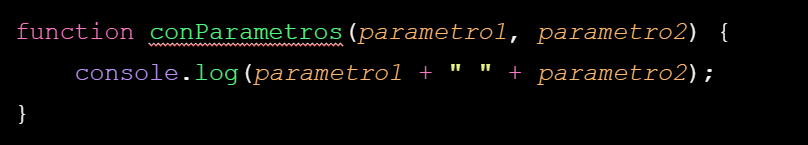 function conParametros(parametro1, parametro2) {
    console.log(parametro1 + " " + parametro2);
}